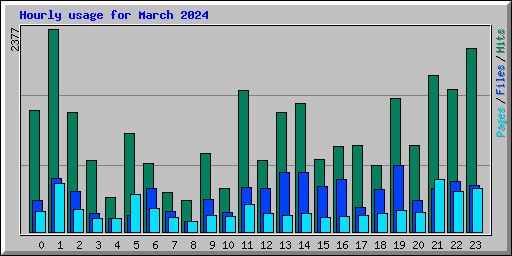 Hourly usage for March 2024
2377
Pages/Files/Hits
0 1 2 3 4 5 6 7 8 9 10 11 12 13 14 15 16 17 18 19 20 21 22 23